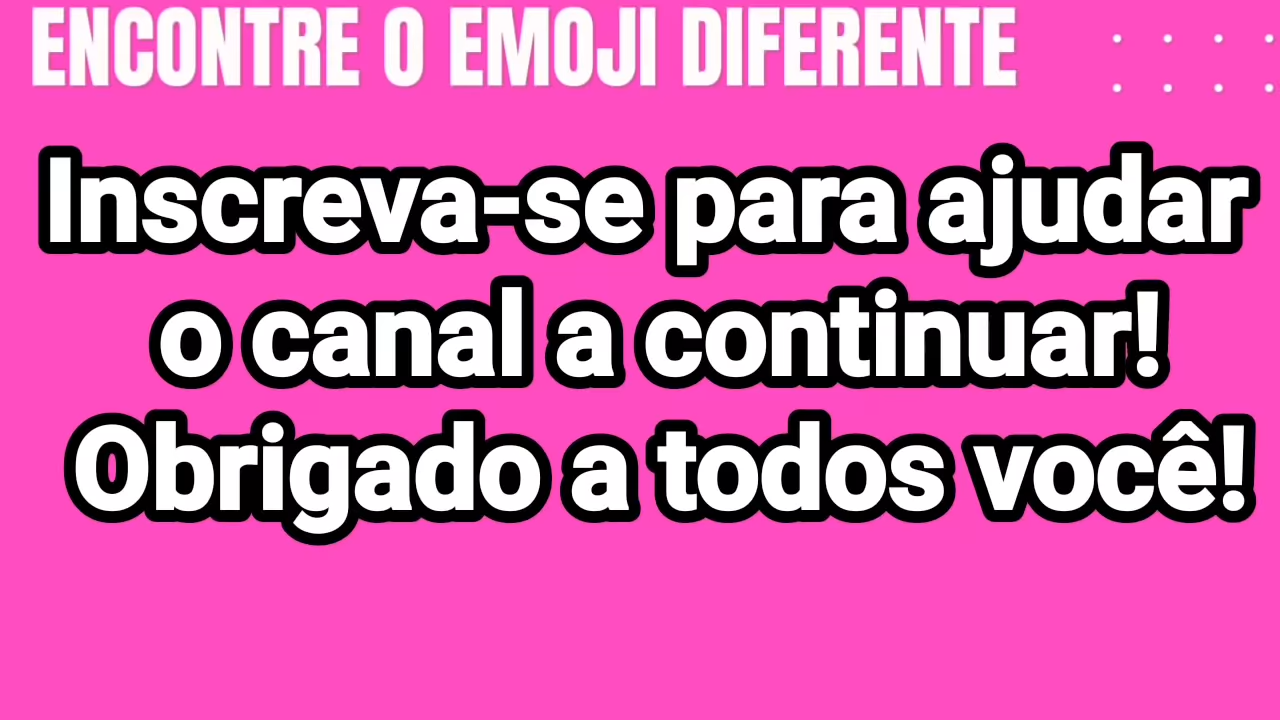 ENCONTRE O EMOJI DIFERENTE
Inscreva-se para ajudar
o canal a continuar!
Obrigado a todos você!